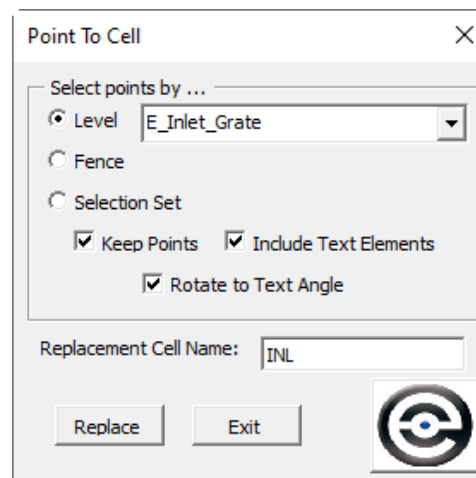 Point To Cell
Select points by ...
Level E_Inlet_Grate
Fence
Selection Set
Keep Points Include Text Elements
Rotate to Text Angle
Replacement Cell Name: INL
Replace Exit